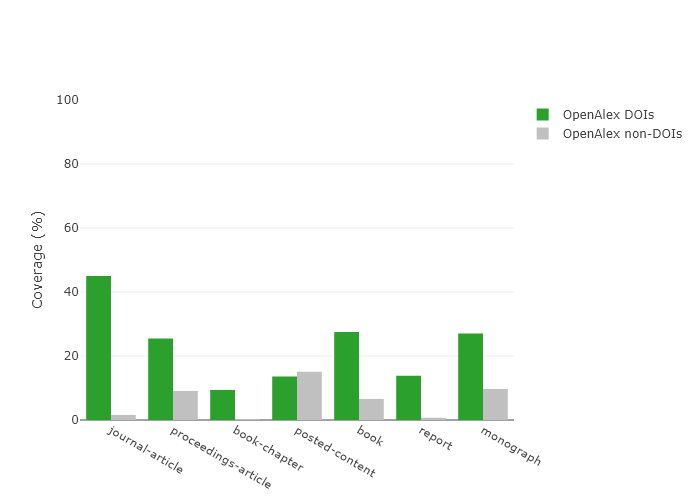 100
80
60
40
20
0
Coverage (%)
journal-article
proceedings-article
book-chapter
posted-content
book
report
monograph
OpenAlex DOIs
OpenAlex non-DOIs